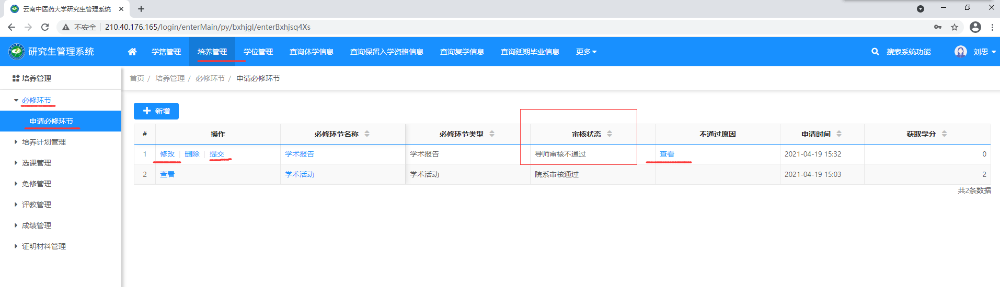 云南中医药大学研究生管理系统
不安全 210.40.176.165/login/enterMain/py/bxhjgl/enterBxhjsq4Xs
研究生管理系统 学籍管理 培养管理 学位管理 查询休学信息 查询保留入学资格信息 查询复学信息 查询延期毕业信息 更多 搜索系统功能 刘思
培养管理
首页 / 培养管理 / 必修环节 / 申请必修环节
必修环节
新增
申请必修环节
# 操作 必修环节名称 必修环节类型 审核状态 不通过原因 申请时间 获取学分
1 修改 | 删除 | 提交 学术报告 学术报告 导师审核不通过 查看 2021-04-19 15:32 0
2 查看 学术活动 学术活动 院系审核通过 2021-04-19 15:03 2
共2条数据
培养计划管理
选课管理
免修管理
评教管理
成绩管理
证明材料管理